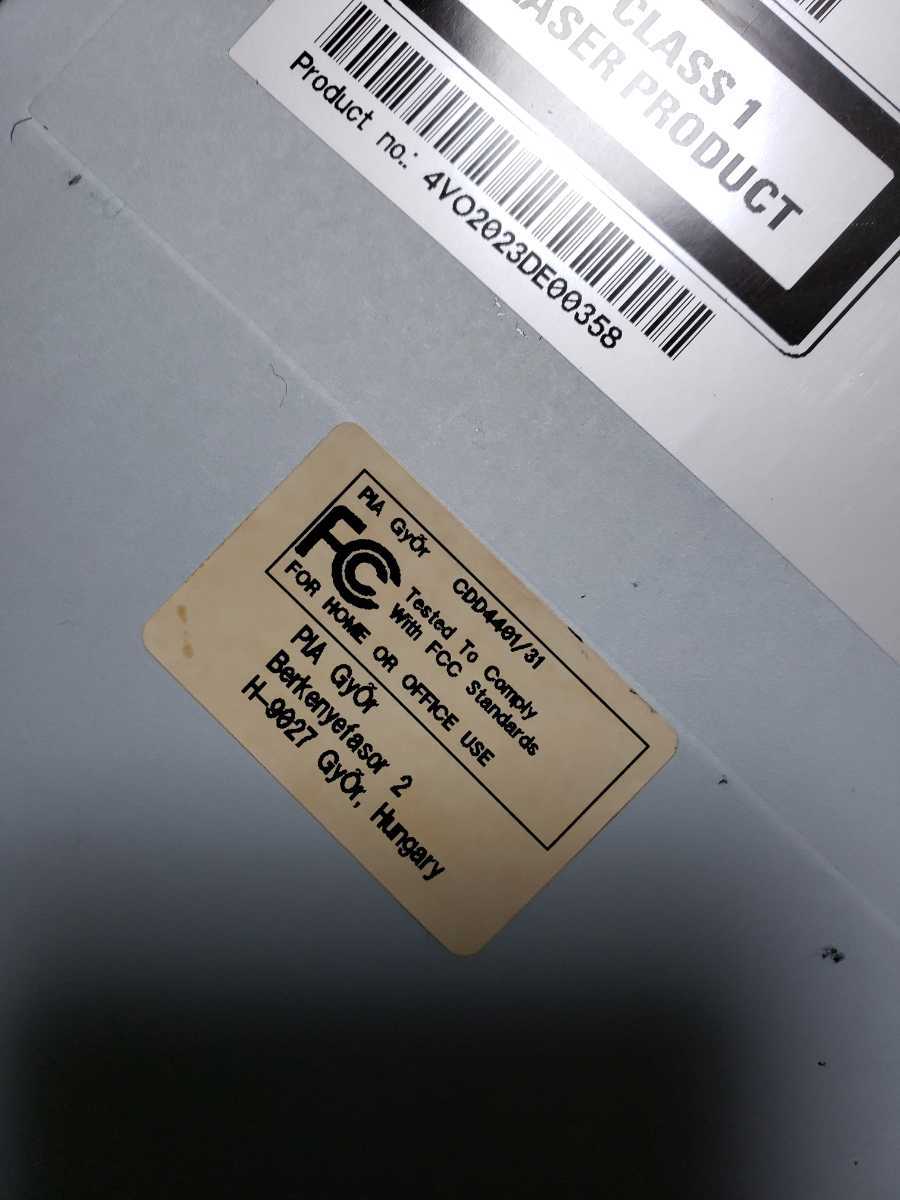 CLASS 1
LASER PRODUCT
Product no.: 4VO2023DE00358
PIA GyŐr CDD4401/31
FC Tested To Comply
With FCC Standards
FOR HOME OR OFFICE USE
PIA GyŐr
Berkenyefasor 2
H-9027 GyŐr, Hungary